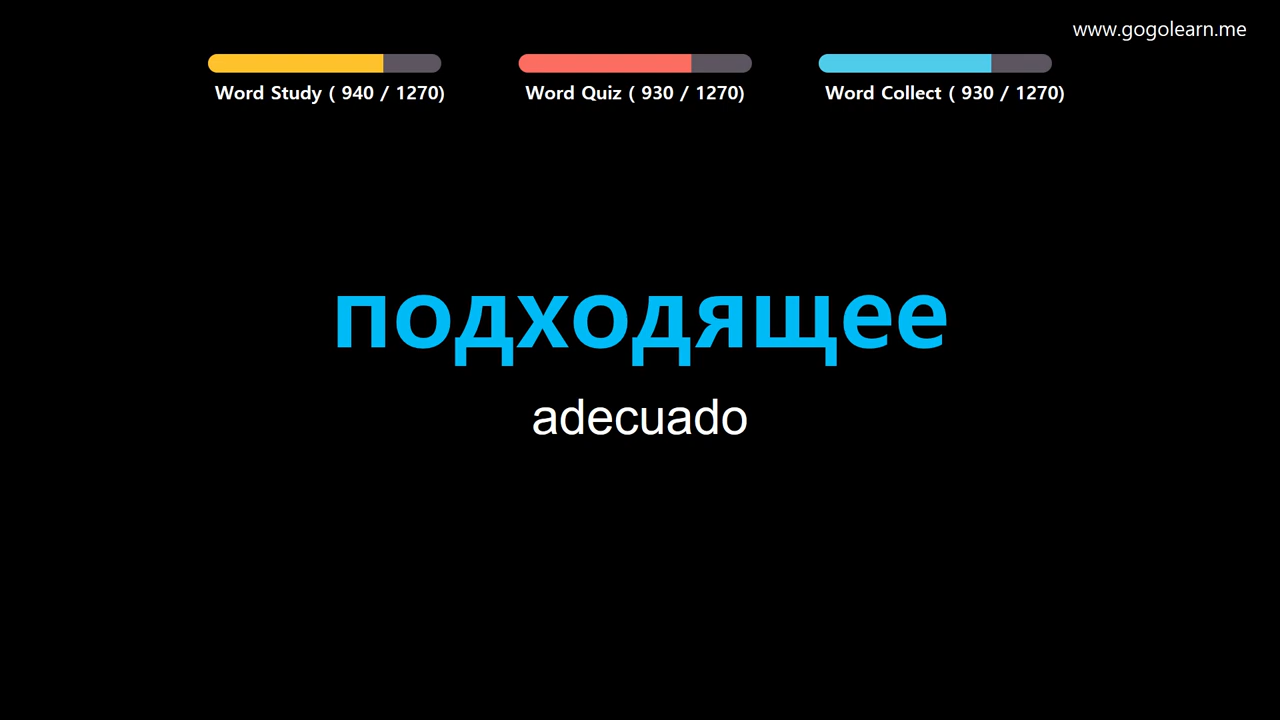 www.gogolearn.me
Word Study ( 940 / 1270)
Word Quiz ( 930 / 1270)
Word Collect ( 930 / 1270)
подходящее
adecuado